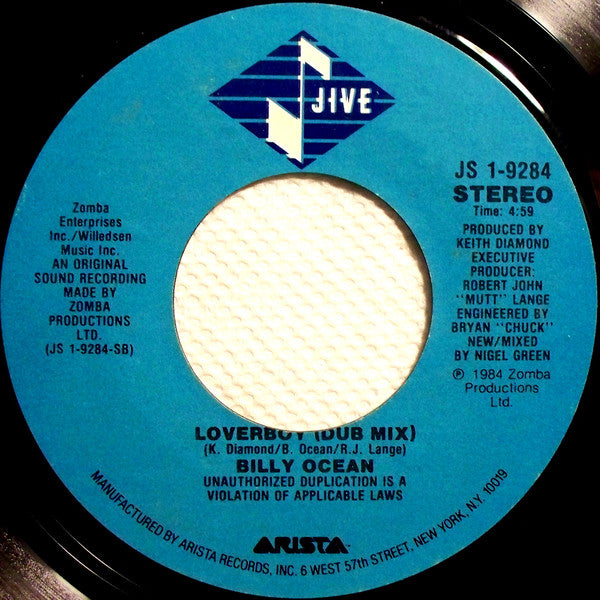 JIVE
JS 1-9284
STEREO
Time: 4:59
PRODUCED BY
KEITH DIAMOND
EXECUTIVE
PRODUCER:
ROBERT JOHN
"MUTT" LANGE
ENGINEERED BY
BRYAN "CHUCK"
NEW/MIXED
BY NIGEL GREEN
℗ 1984 Zomba
Productions
Ltd.
Zomba
Enterprises
Inc./Willedsen
Music Inc.
AN ORIGINAL
SOUND RECORDING
MADE BY
ZOMBA
PRODUCTIONS
LTD.
(JS 1-9284-SB)
LOVERBOY (DUB MIX)
(K. Diamond/B. Ocean/R.J. Lange)
BILLY OCEAN
UNAUTHORIZED DUPLICATION IS A
VIOLATION OF APPLICABLE LAWS
ARISTA
MANUFACTURED BY ARISTA RECORDS, INC. 6 WEST 57th STREET, NEW YORK, N.Y. 10019